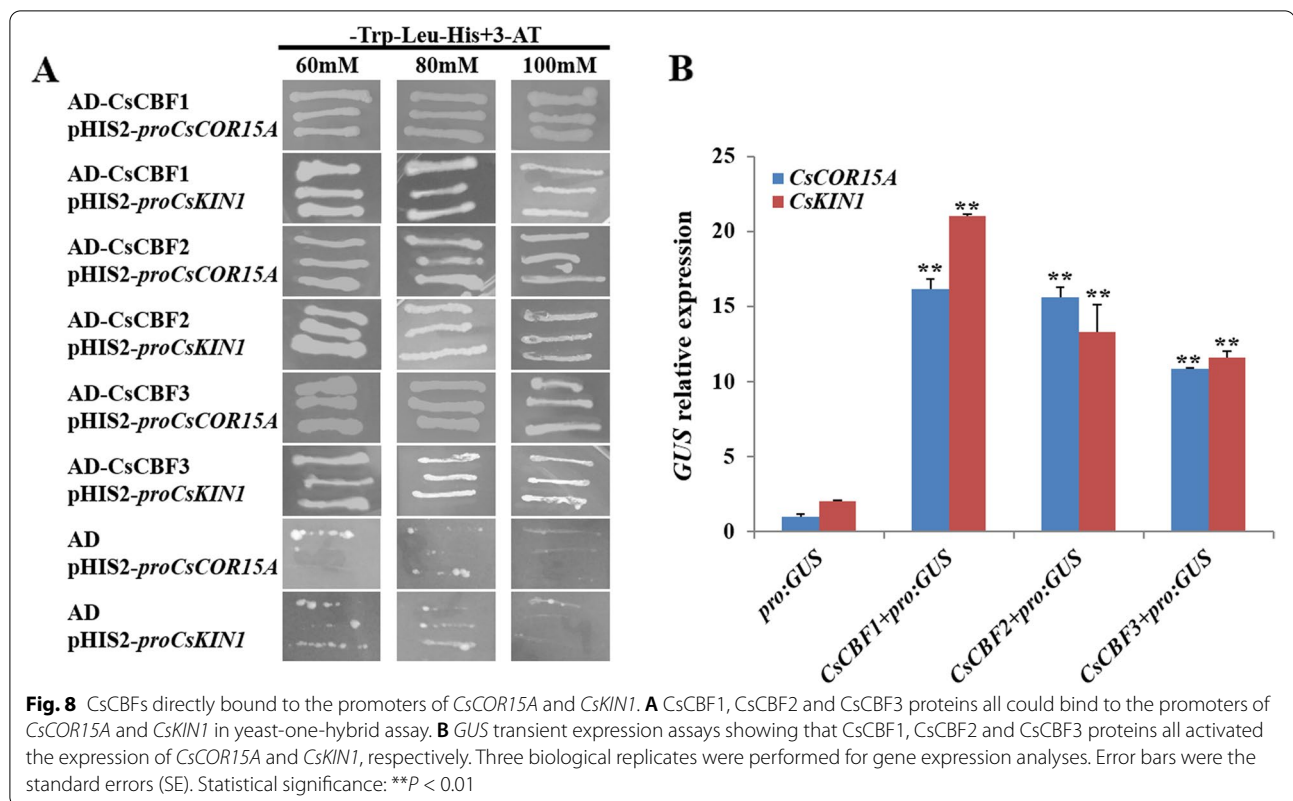 -Trp-Leu-His+3-AT
A
60mM 80mM 100mM
AD-CsCBF1
pHIS2-proCsCOR15A
AD-CsCBF1
pHIS2-proCsKIN1
AD-CsCBF2
pHIS2-proCsCOR15A
AD-CsCBF2
pHIS2-proCsKIN1
AD-CsCBF3
pHIS2-proCsCOR15A
AD-CsCBF3
pHIS2-proCsKIN1
AD
pHIS2-proCsCOR15A
AD
pHIS2-proCsKIN1
B
GUS relative expression
25
20
15
10
5
0
CsCOR15A
CsKIN1
**
**
**
**
**
**
pro:GUS
CsCBF1+pro:GUS
CsCBF2+pro:GUS
CsCBF3+pro:GUS
Fig. 8 CsCBFs directly bound to the promoters of CsCOR15A and CsKIN1. A CsCBF1, CsCBF2 and CsCBF3 proteins all could bind to the promoters of
CsCOR15A and CsKIN1 in yeast-one-hybrid assay. B GUS transient expression assays showing that CsCBF1, CsCBF2 and CsCBF3 proteins all activated
the expression of CsCOR15A and CsKIN1, respectively. Three biological replicates were performed for gene expression analyses. Error bars were the
standard errors (SE). Statistical significance: **P < 0.01